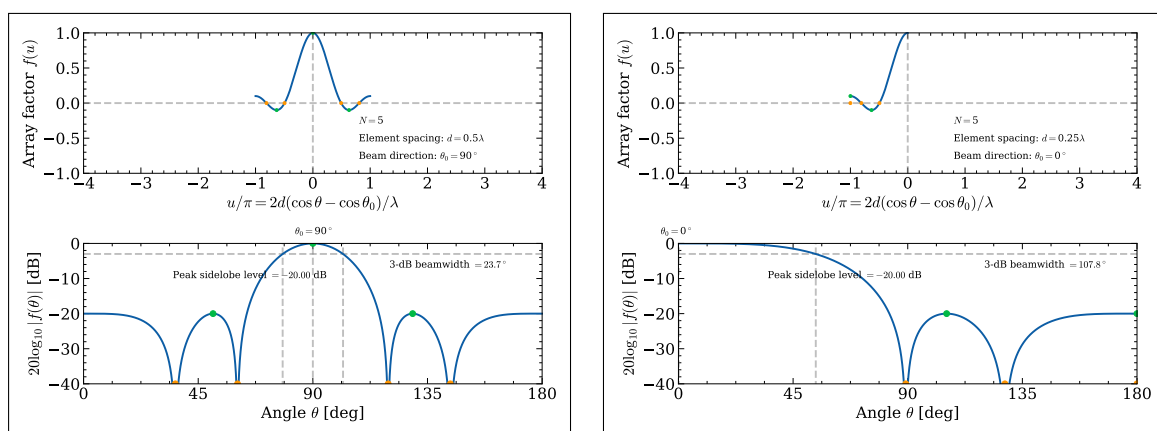 Array factor f(u)
1.0
0.5
0.0
−0.5
−1.0
N = 5
Element spacing: d = 0.5λ
Beam direction: θ₀ = 90°
−4 −3 −2 −1 0 1 2 3 4
u/π = 2d(cos θ − cos θ₀)/λ
θ₀ = 90°
20log₁₀ |f(θ)| [dB]
0
−10
−20
−30
−40
3-dB beamwidth = 23.7°
Peak sidelobe level = −20.00 dB
0 45 90 135 180
Angle θ [deg]
Array factor f(u)
1.0
0.5
0.0
−0.5
−1.0
N = 5
Element spacing: d = 0.25λ
Beam direction: θ₀ = 0°
−4 −3 −2 −1 0 1 2 3 4
u/π = 2d(cos θ − cos θ₀)/λ
θ₀ = 0°
20log₁₀ |f(θ)| [dB]
0
−10
−20
−30
−40
3-dB beamwidth = 107.8°
Peak sidelobe level = −20.00 dB
0 45 90 135 180
Angle θ [deg]